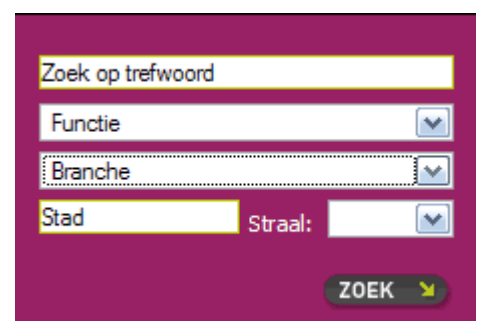 Zoek op trefwoord
Functie
Branche
Stad Straal:
ZOEK